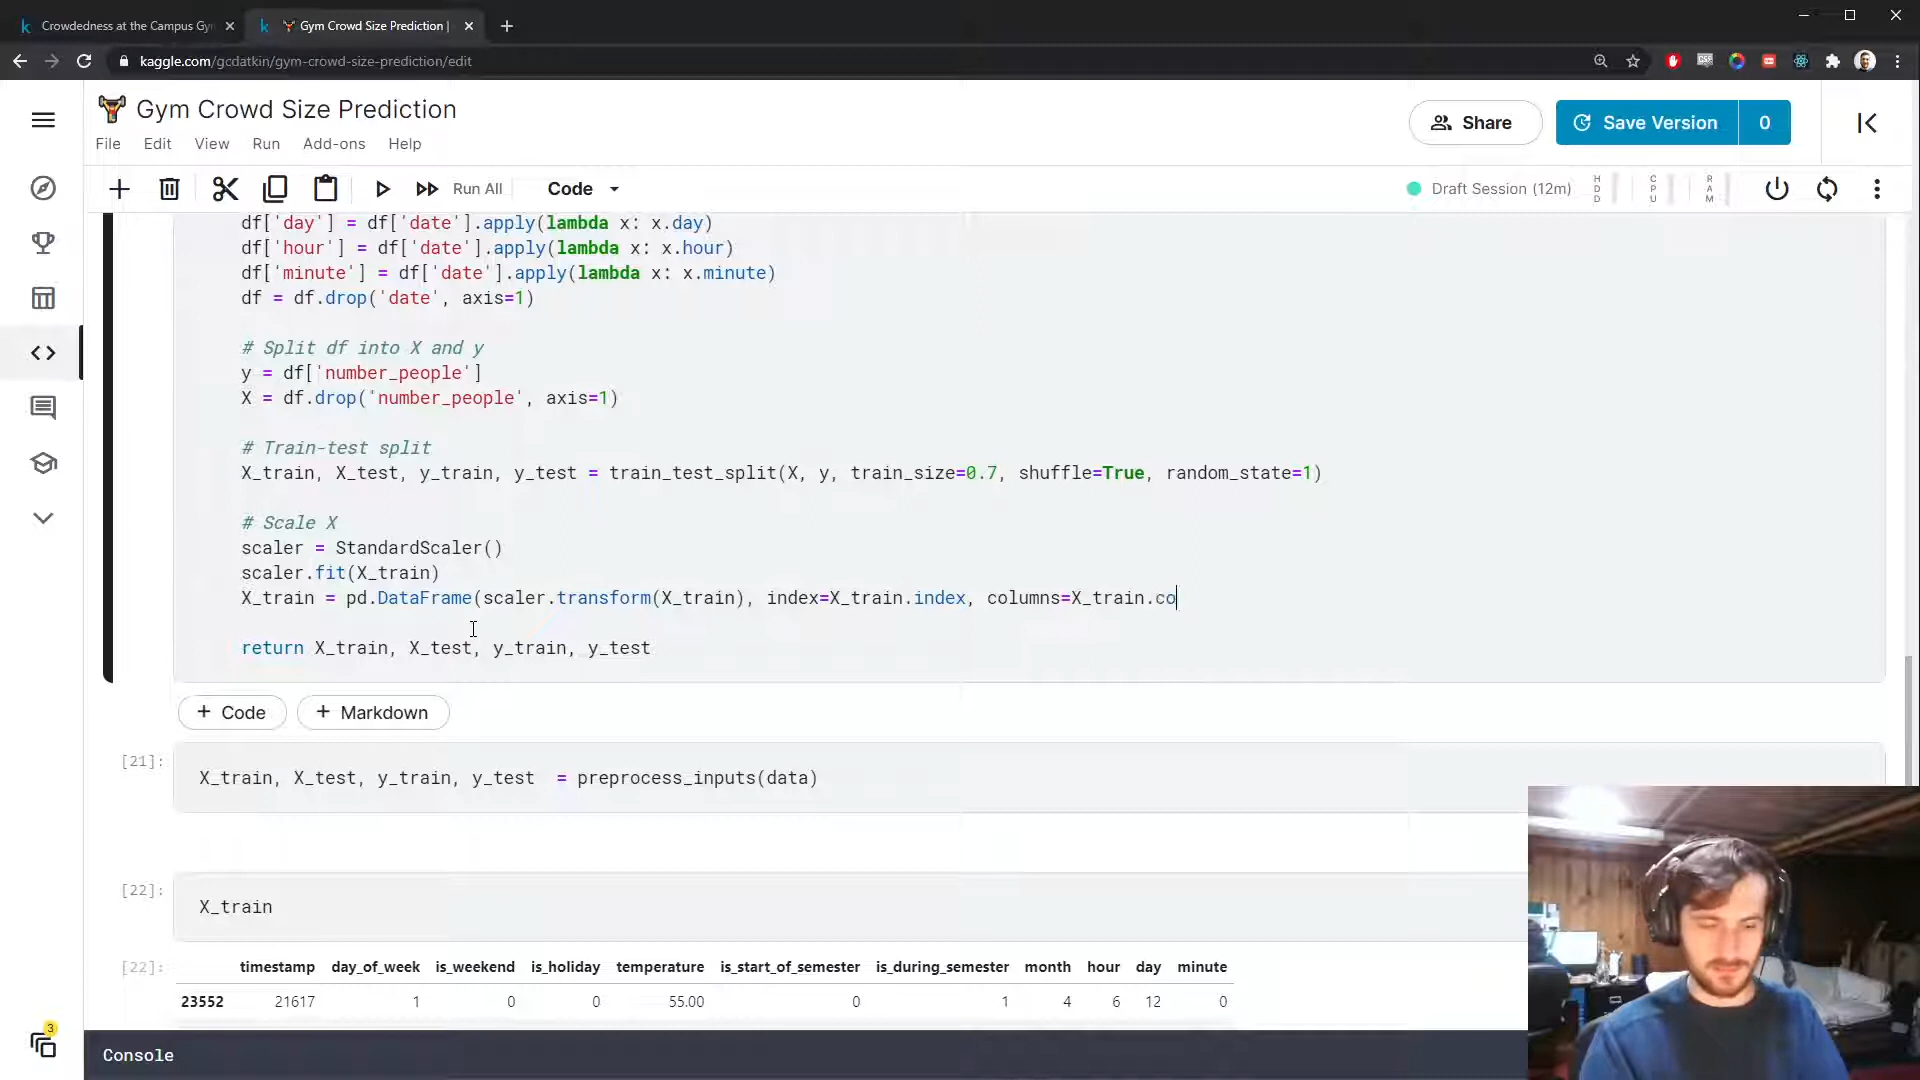 Crowdedness at the Campus Gy
Gym Crowd Size Prediction |
kaggle.com/gcdatkin/gym-crowd-size-prediction/edit
Gym Crowd Size Prediction
File Edit View Run Add-ons Help
Share
Save Version 0
Run All
Code
Draft Session (12m)
HDD
CPU
RAM
df['day'] = df['date'].apply(lambda x: x.day)
df['hour'] = df['date'].apply(lambda x: x.hour)
df['minute'] = df['date'].apply(lambda x: x.minute)
df = df.drop('date', axis=1)
# Split df into X and y
y = df['number_people']
X = df.drop('number_people', axis=1)
# Train-test split
X_train, X_test, y_train, y_test = train_test_split(X, y, train_size=0.7, shuffle=True, random_state=1)
# Scale X
scaler = StandardScaler()
scaler.fit(X_train)
X_train = pd.DataFrame(scaler.transform(X_train), index=X_train.index, columns=X_train.co
return X_train, X_test, y_train, y_test
+ Code
+ Markdown
[21]:
X_train, X_test, y_train, y_test = preprocess_inputs(data)
[22]:
X_train
[22]:
timestamp day_of_week is_weekend is_holiday temperature is_start_of_semester is_during_semester month hour day minute
23552 21617 1 0 0 55.00 0 1 4 6 12 0
3
Console